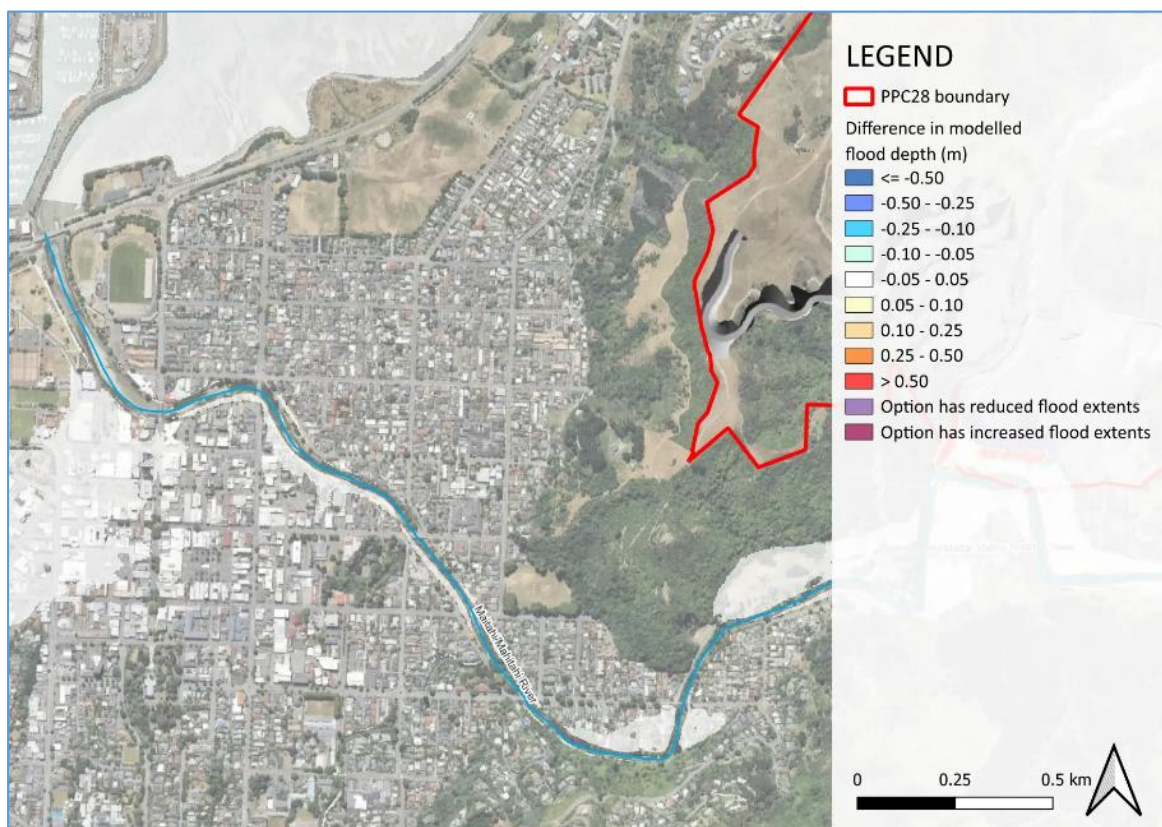 LEGEND
PPC28 boundary
Difference in modelled
flood depth (m)
<= -0.50
-0.50 - -0.25
-0.25 - -0.10
-0.10 - -0.05
-0.05 - 0.05
0.05 - 0.10
0.10 - 0.25
0.25 - 0.50
> 0.50
Option has reduced flood extents
Option has increased flood extents
Maitai Valley Road
Maitahi/Mahitahi River
0 0.25 0.5 km